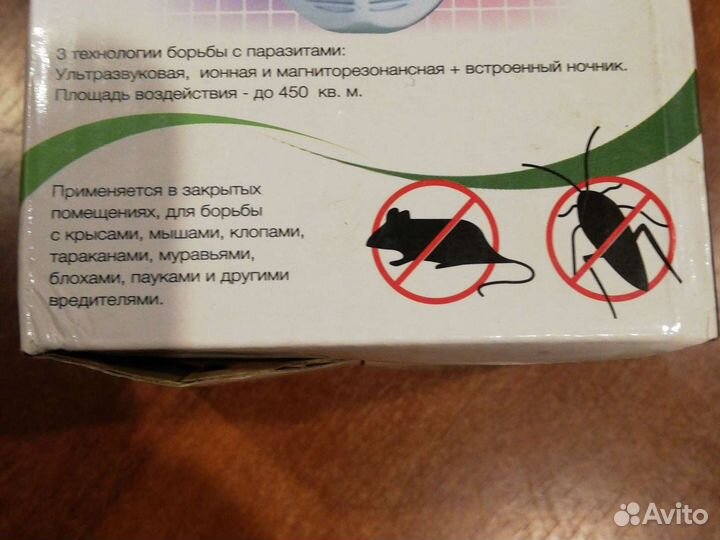 3 технологии борьбы с паразитами:
Ультразвуковая, ионная и магниторезонансная + встроенный ночник.
Площадь воздействия - до 450 кв. м.
Применяется в закрытых
помещениях, для борьбы
с крысами, мышами, клопами,
тараканами, муравьями,
блохами, пауками и другими
вредителями.
Avito